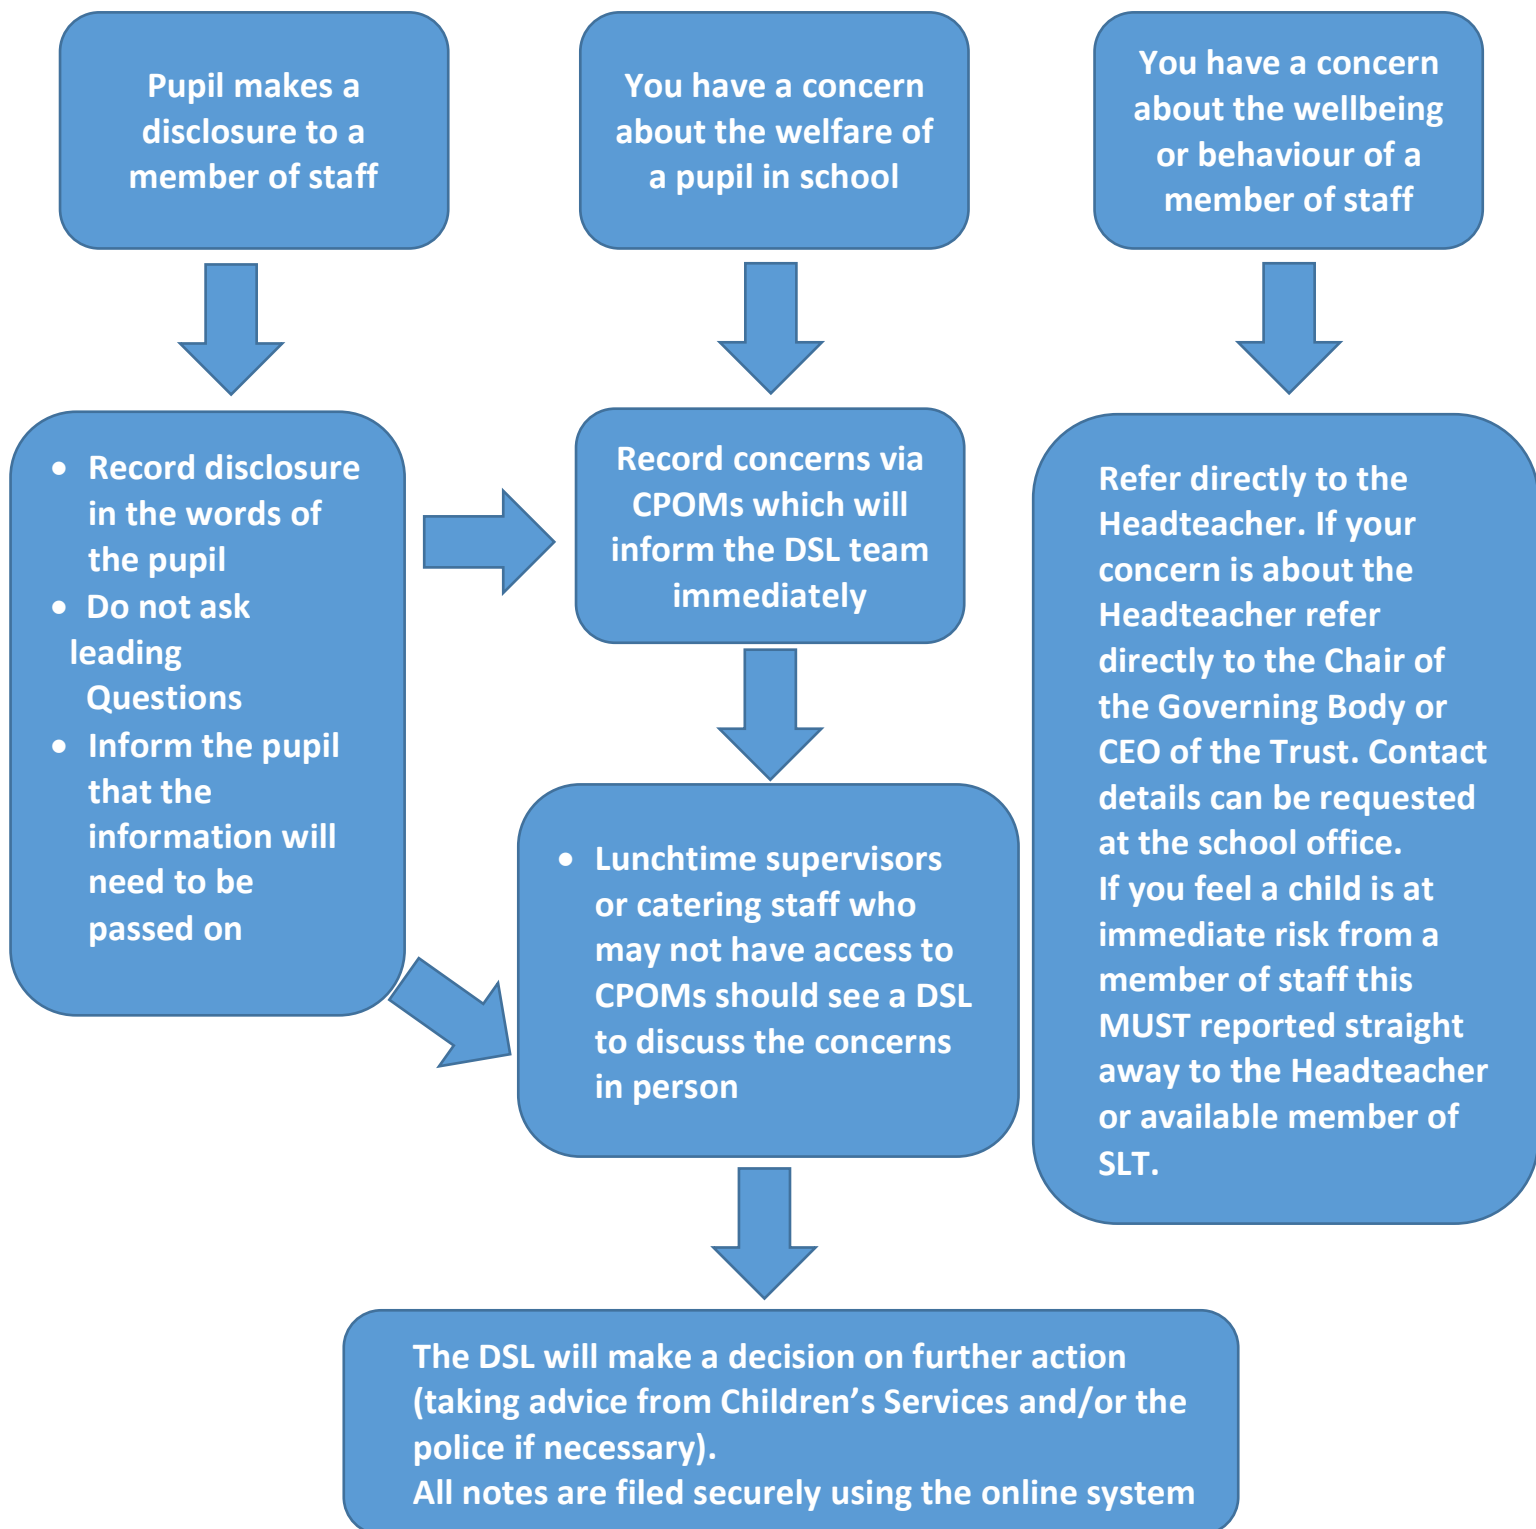 Pupil makes a
disclosure to a
member of staff
You have a concern
about the welfare of
a pupil in school
You have a concern
about the wellbeing
or behaviour of a
member of staff
• Record disclosure
in the words of
the pupil
• Do not ask
leading
Questions
• Inform the pupil
that the
information will
need to be
passed on
Record concerns via
CPOMs which will
inform the DSL team
immediately
• Lunchtime supervisors
or catering staff who
may not have access to
CPOMs should see a DSL
to discuss the concerns
in person
Refer directly to the
Headteacher. If your
concern is about the
Headteacher refer
directly to the Chair of
the Governing Body or
CEO of the Trust. Contact
details can be requested
at the school office.
If you feel a child is at
immediate risk from a
member of staff this
MUST reported straight
away to the Headteacher
or available member of
SLT.
The DSL will make a decision on further action
(taking advice from Children’s Services and/or the
police if necessary).
All notes are filed securely using the online system